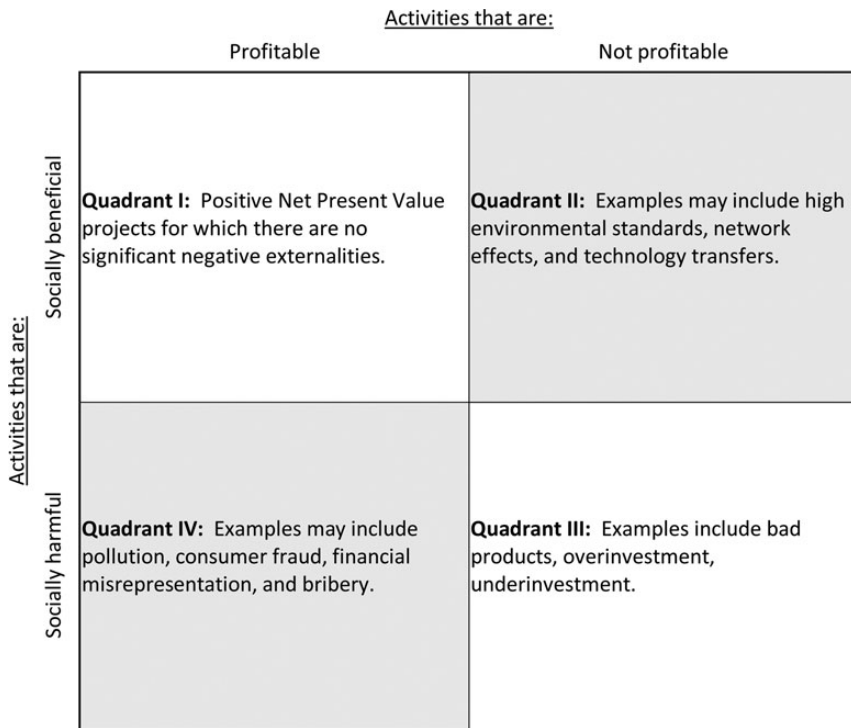 Activities that are:
Profitable
Not profitable
Activities that are:
Socially beneficial
Quadrant I:  Positive Net Present Value
projects for which there are no
significant negative externalities.
Quadrant II:  Examples may include high
environmental standards, network
effects, and technology transfers.
Socially harmful
Quadrant IV:  Examples may include
pollution, consumer fraud, financial
misrepresentation, and bribery.
Quadrant III:  Examples include bad
products, overinvestment,
underinvestment.